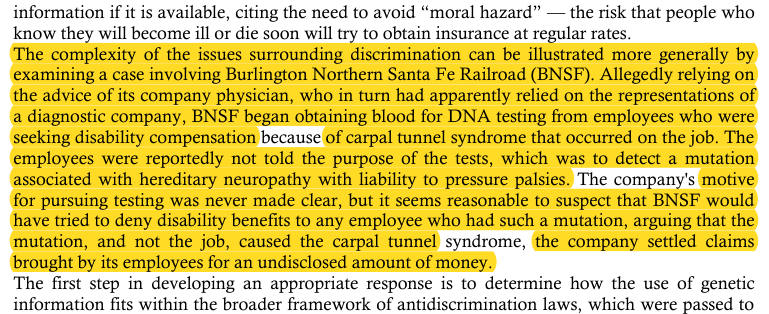 information if it is available, citing the need to avoid “moral hazard” — the risk that people who
know they will become ill or die soon will try to obtain insurance at regular rates.
The complexity of the issues surrounding discrimination can be illustrated more generally by
examining a case involving Burlington Northern Santa Fe Railroad (BNSF). Allegedly relying on
the advice of its company physician, who in turn had apparently relied on the representations of
a diagnostic company, BNSF began obtaining blood for DNA testing from employees who were
seeking disability compensation because of carpal tunnel syndrome that occurred on the job. The
employees were reportedly not told the purpose of the tests, which was to detect a mutation
associated with hereditary neuropathy with liability to pressure palsies. The company's motive
for pursuing testing was never made clear, but it seems reasonable to suspect that BNSF would
have tried to deny disability benefits to any employee who had such a mutation, arguing that the
mutation, and not the job, caused the carpal tunnel syndrome, the company settled claims
brought by its employees for an undisclosed amount of money.
The first step in developing an appropriate response is to determine how the use of genetic
information fits within the broader framework of antidiscrimination laws, which were passed to